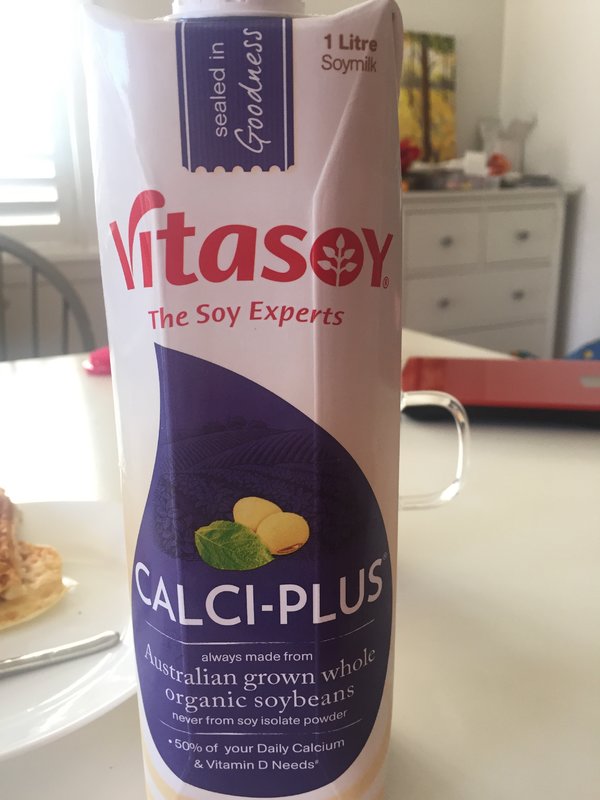 sealed in
Goodness
1 Litre
Soymilk
Vitasoy®
The Soy Experts
CALCI-PLUS
always made from
Australian grown whole
organic soybeans
never from soy isolate powder
• 50% of your Daily Calcium
& Vitamin D Needs#